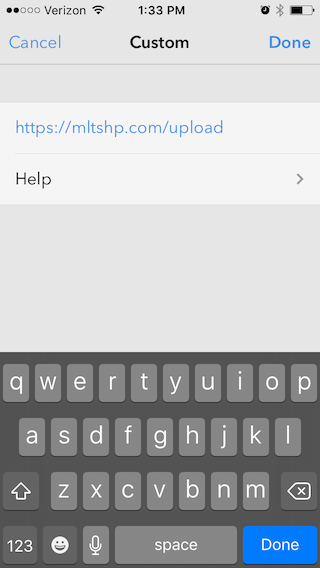 Verizon 1:33 PM
Cancel Custom Done
https://mltshp.com/upload
Help
q w e r t y u i o p
a s d f g h j k l
z x c v b n m
123 space Done